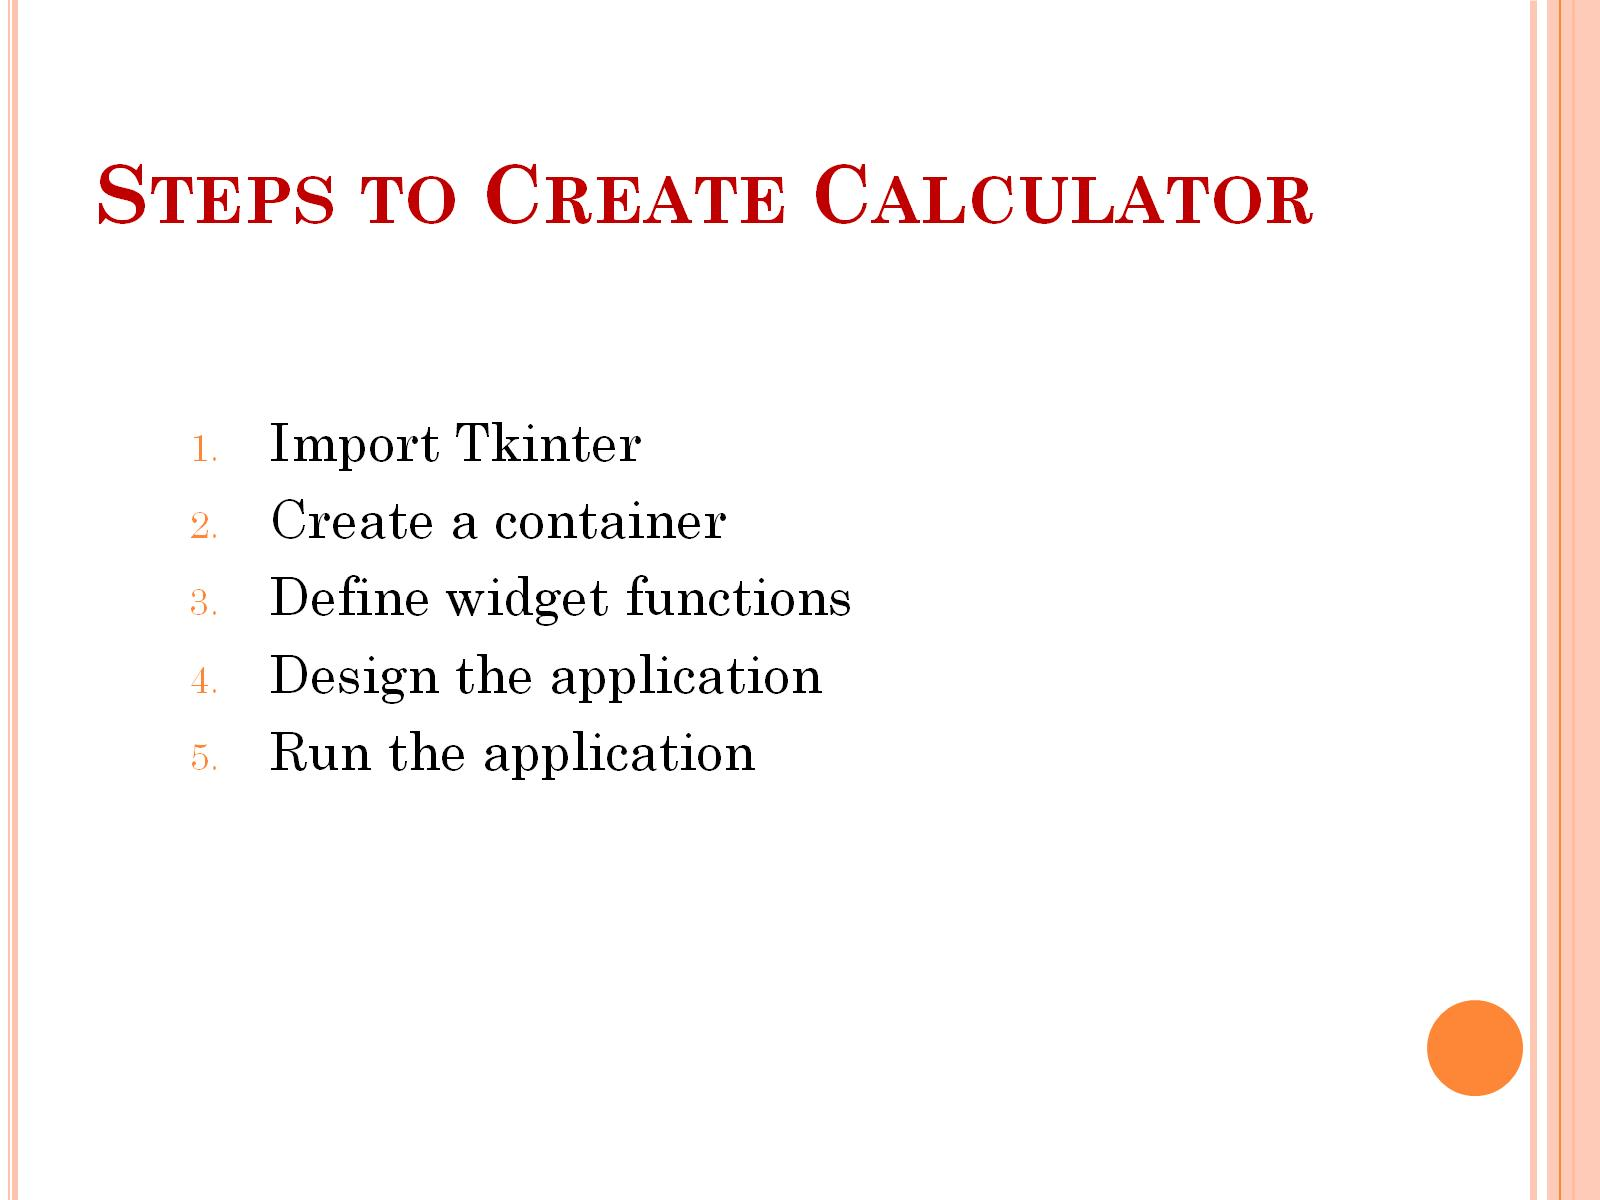 Steps to Create Calculator
1. Import Tkinter
2. Create a container
3. Define widget functions
4. Design the application
5. Run the application